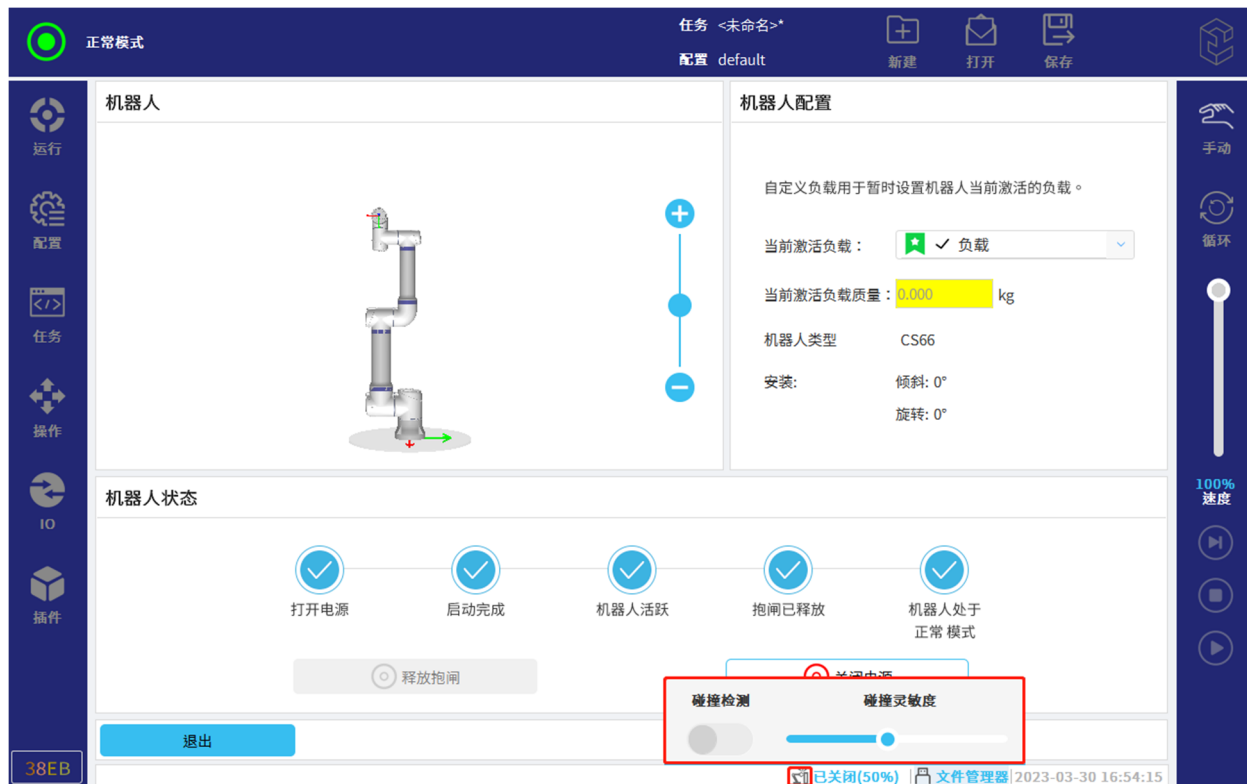 正常模式
任务 <未命名>*
配置 default
新建
打开
保存
运行
配置
任务
操作
IO
插件
38EB
机器人
机器人配置
自定义负载用于暂时设置机器人当前激活的负载。
当前激活负载： 负载
当前激活负载质量： 0.000 kg
机器人类型 CS66
安装: 倾斜: 0°
旋转: 0°
手动
循环
100%
速度
机器人状态
打开电源
启动完成
机器人活跃
抱闸已释放
机器人处于
正常 模式
释放抱闸
关闭电源
碰撞检测 碰撞灵敏度
退出
已关闭(50%) 文件管理器 2023-03-30 16:54:15